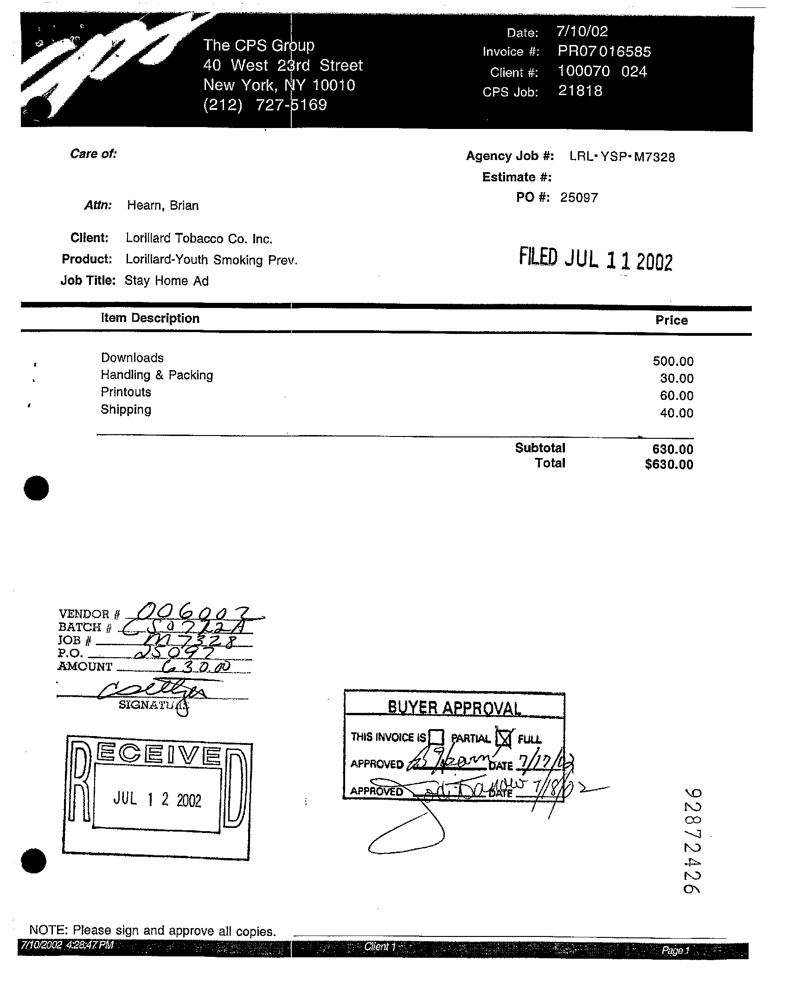 cps
The CPS Group
40 West 23rd Street
New York, NY 10010
(212) 727-5169
Date: 7/10/02
Invoice #: PR07016585
Client #: 100070 024
CPS Job: 21818
Care of:
Agency Job #: LRL-YSP-M7328
Estimate #:
PO #: 25097
Attn: Hearn, Brian
Client: Lorillard Tobacco Co. Inc.
Product: Lorillard-Youth Smoking Prev.
Job Title: Stay Home Ad
FILED JUL 11 2002
Item Description Price
Downloads 500.00
Handling & Packing 30.00
Printouts 60.00
Shipping 40.00
Subtotal 630.00
Total $630.00
VENDOR # 006002
BATCH # CS0712A
JOB # M7328
P.O. 25097
AMOUNT 630.00
SIGNATURE
RECEIVED
JUL 12 2002
BUYER APPROVAL
THIS INVOICE IS PARTIAL FULL
APPROVED DATE 7/17/02
APPROVED DATE 7/18/02
92872426
NOTE: Please sign and approve all copies.
7/10/2002 4:28:47 PM Client 1 Page 1